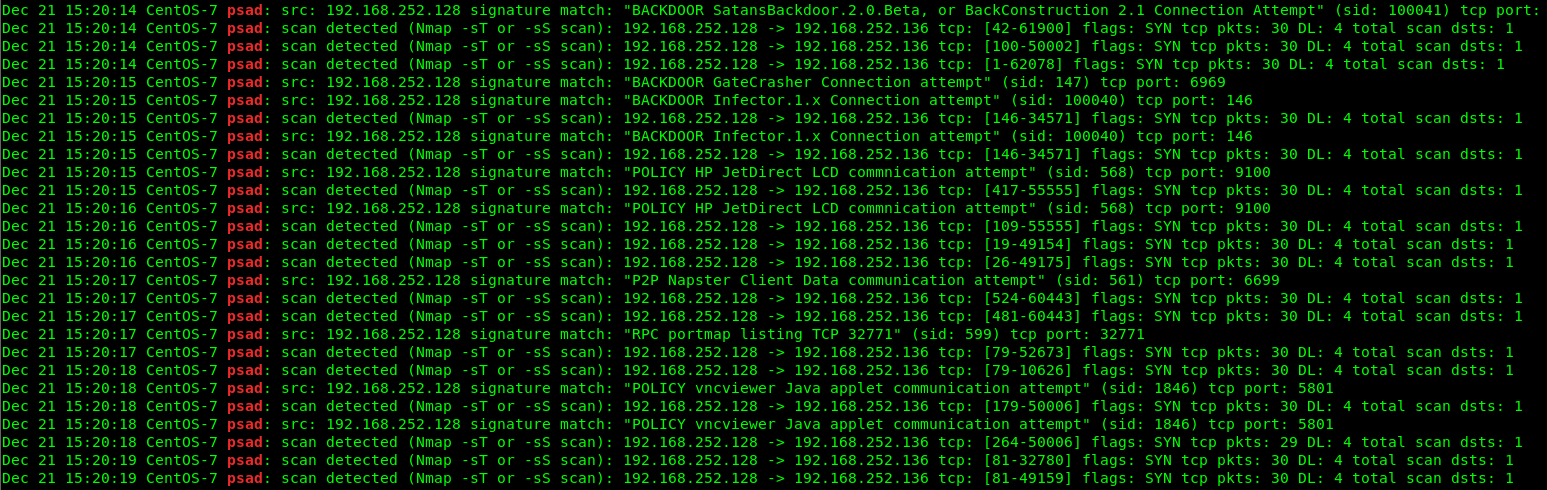 Dec 21 15:20:14 CentOS-7 psad: src: 192.168.252.128 signature match: "BACKDOOR SatansBackdoor.2.0.Beta, or BackConstruction 2.1 Connection Attempt" (sid: 100041) tcp port:
Dec 21 15:20:14 CentOS-7 psad: scan detected (Nmap -sT or -sS scan): 192.168.252.128 -> 192.168.252.136 tcp: [42-61900] flags: SYN tcp pkts: 30 DL: 4 total scan dsts: 1
Dec 21 15:20:14 CentOS-7 psad: scan detected (Nmap -sT or -sS scan): 192.168.252.128 -> 192.168.252.136 tcp: [100-50002] flags: SYN tcp pkts: 30 DL: 4 total scan dsts: 1
Dec 21 15:20:14 CentOS-7 psad: scan detected (Nmap -sT or -sS scan): 192.168.252.128 -> 192.168.252.136 tcp: [1-62078] flags: SYN tcp pkts: 30 DL: 4 total scan dsts: 1
Dec 21 15:20:15 CentOS-7 psad: src: 192.168.252.128 signature match: "BACKDOOR GateCrasher Connection attempt" (sid: 147) tcp port: 6969
Dec 21 15:20:15 CentOS-7 psad: src: 192.168.252.128 signature match: "BACKDOOR Infector.1.x Connection attempt" (sid: 100040) tcp port: 146
Dec 21 15:20:15 CentOS-7 psad: scan detected (Nmap -sT or -sS scan): 192.168.252.128 -> 192.168.252.136 tcp: [146-34571] flags: SYN tcp pkts: 30 DL: 4 total scan dsts: 1
Dec 21 15:20:15 CentOS-7 psad: src: 192.168.252.128 signature match: "BACKDOOR Infector.1.x Connection attempt" (sid: 100040) tcp port: 146
Dec 21 15:20:15 CentOS-7 psad: scan detected (Nmap -sT or -sS scan): 192.168.252.128 -> 192.168.252.136 tcp: [146-34571] flags: SYN tcp pkts: 30 DL: 4 total scan dsts: 1
Dec 21 15:20:15 CentOS-7 psad: src: 192.168.252.128 signature match: "POLICY HP JetDirect LCD commnication attempt" (sid: 568) tcp port: 9100
Dec 21 15:20:15 CentOS-7 psad: scan detected (Nmap -sT or -sS scan): 192.168.252.128 -> 192.168.252.136 tcp: [417-55555] flags: SYN tcp pkts: 30 DL: 4 total scan dsts: 1
Dec 21 15:20:16 CentOS-7 psad: src: 192.168.252.128 signature match: "POLICY HP JetDirect LCD commnication attempt" (sid: 568) tcp port: 9100
Dec 21 15:20:16 CentOS-7 psad: scan detected (Nmap -sT or -sS scan): 192.168.252.128 -> 192.168.252.136 tcp: [109-55555] flags: SYN tcp pkts: 30 DL: 4 total scan dsts: 1
Dec 21 15:20:16 CentOS-7 psad: scan detected (Nmap -sT or -sS scan): 192.168.252.128 -> 192.168.252.136 tcp: [19-49154] flags: SYN tcp pkts: 30 DL: 4 total scan dsts: 1
Dec 21 15:20:16 CentOS-7 psad: scan detected (Nmap -sT or -sS scan): 192.168.252.128 -> 192.168.252.136 tcp: [26-49175] flags: SYN tcp pkts: 30 DL: 4 total scan dsts: 1
Dec 21 15:20:17 CentOS-7 psad: src: 192.168.252.128 signature match: "P2P Napster Client Data communication attempt" (sid: 561) tcp port: 6699
Dec 21 15:20:17 CentOS-7 psad: scan detected (Nmap -sT or -sS scan): 192.168.252.128 -> 192.168.252.136 tcp: [524-60443] flags: SYN tcp pkts: 30 DL: 4 total scan dsts: 1
Dec 21 15:20:17 CentOS-7 psad: scan detected (Nmap -sT or -sS scan): 192.168.252.128 -> 192.168.252.136 tcp: [481-60443] flags: SYN tcp pkts: 30 DL: 4 total scan dsts: 1
Dec 21 15:20:17 CentOS-7 psad: src: 192.168.252.128 signature match: "RPC portmap listing TCP 32771" (sid: 599) tcp port: 32771
Dec 21 15:20:17 CentOS-7 psad: scan detected (Nmap -sT or -sS scan): 192.168.252.128 -> 192.168.252.136 tcp: [79-52673] flags: SYN tcp pkts: 30 DL: 4 total scan dsts: 1
Dec 21 15:20:18 CentOS-7 psad: scan detected (Nmap -sT or -sS scan): 192.168.252.128 -> 192.168.252.136 tcp: [79-10626] flags: SYN tcp pkts: 30 DL: 4 total scan dsts: 1
Dec 21 15:20:18 CentOS-7 psad: src: 192.168.252.128 signature match: "POLICY vncviewer Java applet communication attempt" (sid: 1846) tcp port: 5801
Dec 21 15:20:18 CentOS-7 psad: scan detected (Nmap -sT or -sS scan): 192.168.252.128 -> 192.168.252.136 tcp: [179-50006] flags: SYN tcp pkts: 30 DL: 4 total scan dsts: 1
Dec 21 15:20:18 CentOS-7 psad: src: 192.168.252.128 signature match: "POLICY vncviewer Java applet communication attempt" (sid: 1846) tcp port: 5801
Dec 21 15:20:18 CentOS-7 psad: scan detected (Nmap -sT or -sS scan): 192.168.252.128 -> 192.168.252.136 tcp: [264-50006] flags: SYN tcp pkts: 29 DL: 4 total scan dsts: 1
Dec 21 15:20:19 CentOS-7 psad: scan detected (Nmap -sT or -sS scan): 192.168.252.128 -> 192.168.252.136 tcp: [81-32780] flags: SYN tcp pkts: 30 DL: 4 total scan dsts: 1
Dec 21 15:20:19 CentOS-7 psad: scan detected (Nmap -sT or -sS scan): 192.168.252.128 -> 192.168.252.136 tcp: [81-49159] flags: SYN tcp pkts: 30 DL: 4 total scan dsts: 1